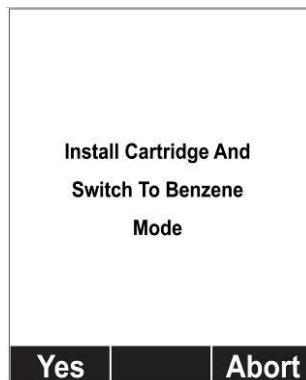 Install Cartridge And
Switch To Benzene
Mode
Yes Abort